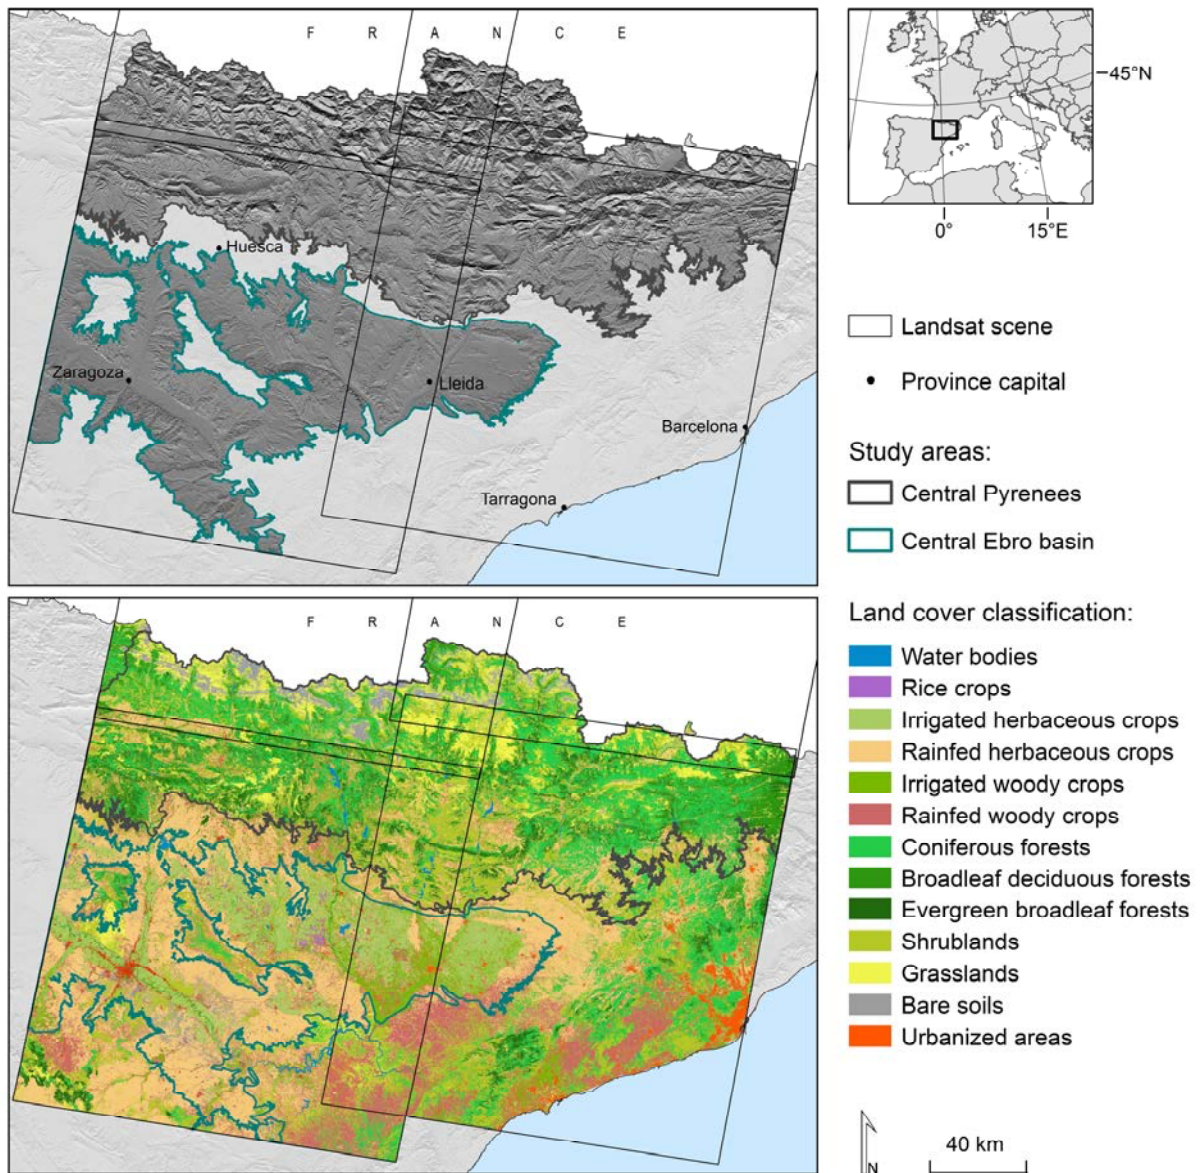 F R A N C E
Huesca
Zaragoza
Lleida
Barcelona
Tarragona
45°N
0° 15°E
Landsat scene
Province capital
Study areas:
Central Pyrenees
Central Ebro basin
F R A N C E
Land cover classification:
Water bodies
Rice crops
Irrigated herbaceous crops
Rainfed herbaceous crops
Irrigated woody crops
Rainfed woody crops
Coniferous forests
Broadleaf deciduous forests
Evergreen broadleaf forests
Shrublands
Grasslands
Bare soils
Urbanized areas
40 km
N